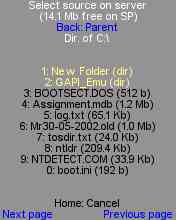 Select source on server
(14.1 Mb free on SP)
Back: Parent
Dir. of C:\
1: New Folder (dir)
2: GAPI_Emu (dir)
3: BOOTSECT.DOS (512 b)
4: Assignment.mdb (1.2 Mb)
5: log.txt (65.1 Kb)
6: Mr30-05-2002.old (1.0 Mb)
7: tosdir.txt (24.0 Kb)
8: ntldr (209.4 Kb)
9: NTDETECT.COM (33.9 Kb)
0: boot.ini (192 b)
Home: Cancel
Next page Previous page